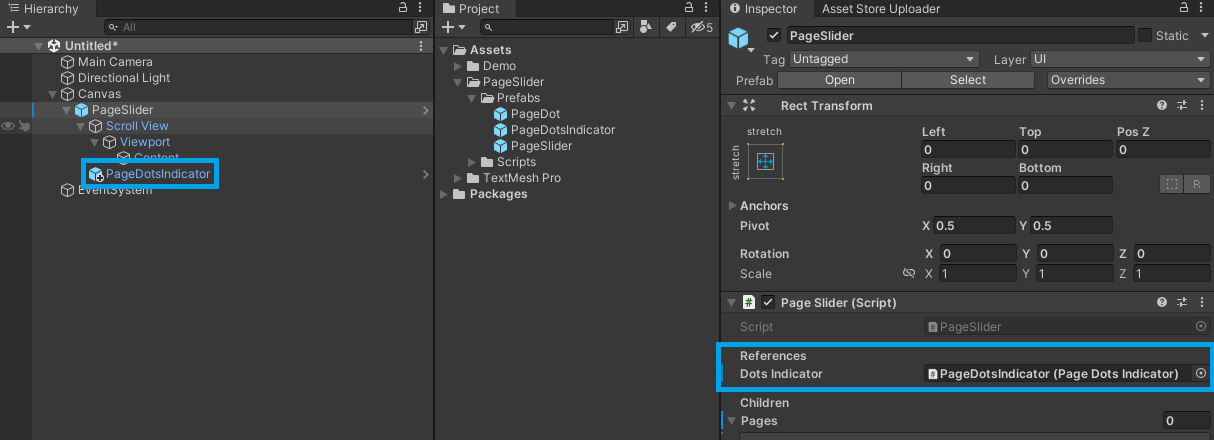 Hierarchy
All
Untitled*
Main Camera
Directional Light
Canvas
PageSlider
Scroll View
Viewport
Content
PageDotsIndicator
EventSystem
Project
5
Assets
Demo
PageSlider
Prefabs
PageDot
PageDotsIndicator
PageSlider
Scripts
TextMesh Pro
Packages
Inspector Asset Store Uploader
PageSlider Static
Tag Untagged Layer UI
Prefab Open Select Overrides
Rect Transform
stretch Left Top Pos Z
stretch 0 0 0
Right Bottom
0 0 R
Anchors
Pivot X 0.5 Y 0.5
Rotation X 0 Y 0 Z 0
Scale X 1 Y 1 Z 1
# Page Slider (Script)
Script # PageSlider
References
Dots Indicator # PageDotsIndicator (Page Dots Indicator)
Children
Pages 0